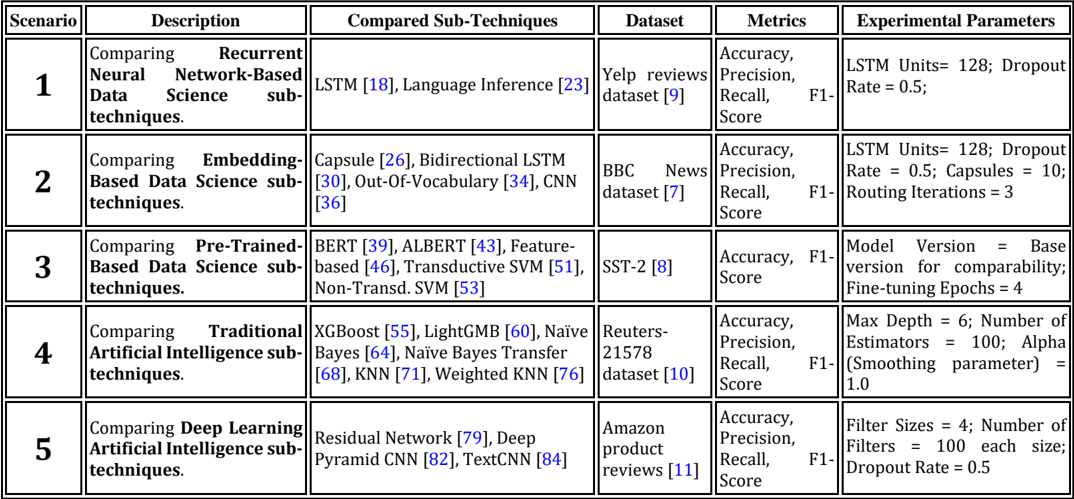 Scenario Description Compared Sub-Techniques Dataset Metrics Experimental Parameters
1
Comparing Recurrent
Neural Network-Based
Data Science sub-
techniques.
LSTM [18], Language Inference [23]
Yelp reviews
dataset [9]
Accuracy,
Precision,
Recall, F1-
Score
LSTM Units= 128; Dropout
Rate = 0.5;
2
Comparing Embedding-
Based Data Science sub-
techniques.
Capsule [26], Bidirectional LSTM
[30], Out-Of-Vocabulary [34], CNN
[36]
BBC News
dataset [7]
Accuracy,
Precision,
Recall, F1-
Score
LSTM Units= 128; Dropout
Rate = 0.5; Capsules = 10;
Routing Iterations = 3
3
Comparing Pre-Trained-
Based Data Science sub-
techniques.
BERT [39], ALBERT [43], Feature-
based [46], Transductive SVM [51],
Non-Transd. SVM [53]
SST-2 [8]
Accuracy, F1-
Score
Model Version = Base
version for comparability;
Fine-tuning Epochs = 4
4
Comparing Traditional
Artificial Intelligence sub-
techniques.
XGBoost [55], LightGMB [60], Naïve
Bayes [64], Naïve Bayes Transfer
[68], KNN [71], Weighted KNN [76]
Reuters-
21578
dataset [10]
Accuracy,
Precision,
Recall, F1-
Score
Max Depth = 6; Number of
Estimators = 100; Alpha
(Smoothing parameter) =
1.0
5
Comparing Deep Learning
Artificial Intelligence sub-
techniques.
Residual Network [79], Deep
Pyramid CNN [82], TextCNN [84]
Amazon
product
reviews [11]
Accuracy,
Precision,
Recall, F1-
Score
Filter Sizes = 4; Number of
Filters = 100 each size;
Dropout Rate = 0.5